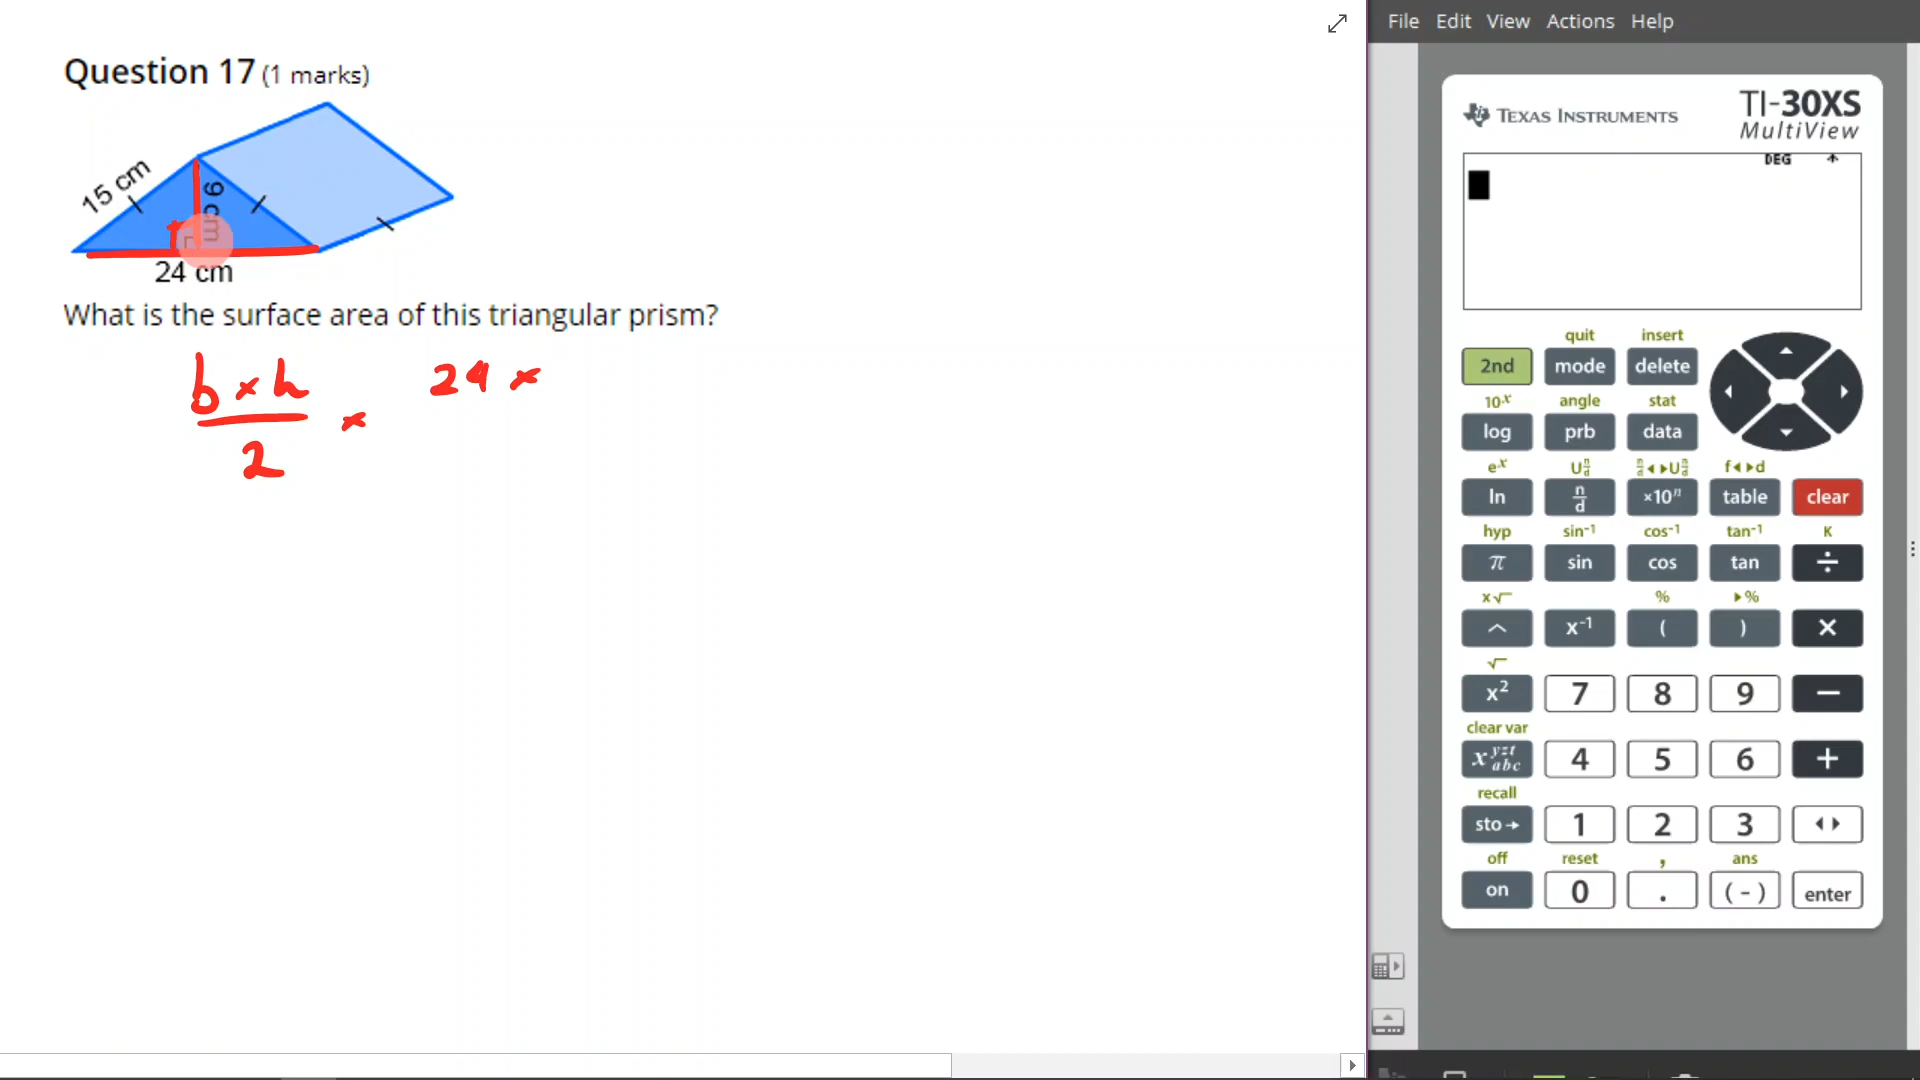 File Edit View Actions Help
Question 17 (1 marks)
15 cm
9 cm
24 cm
What is the surface area of this triangular prism?
b × h
2
×
24 ×
TEXAS INSTRUMENTS
TI-30XS
MultiView
DEG
quit insert
2nd mode delete
10^x angle stat
log prb data
e^x U n/d n/d ◄►U n/d f◄►d
ln n/d ×10^n table clear
hyp sin⁻¹ cos⁻¹ tan⁻¹ K
π sin cos tan ÷
x√ % ►%
^ x⁻¹ ( ) ×
√
x² 7 8 9 −
clear var
x yzt abc 4 5 6 +
recall
sto→ 1 2 3 ◄►
off reset , ans
on 0 . (-) enter